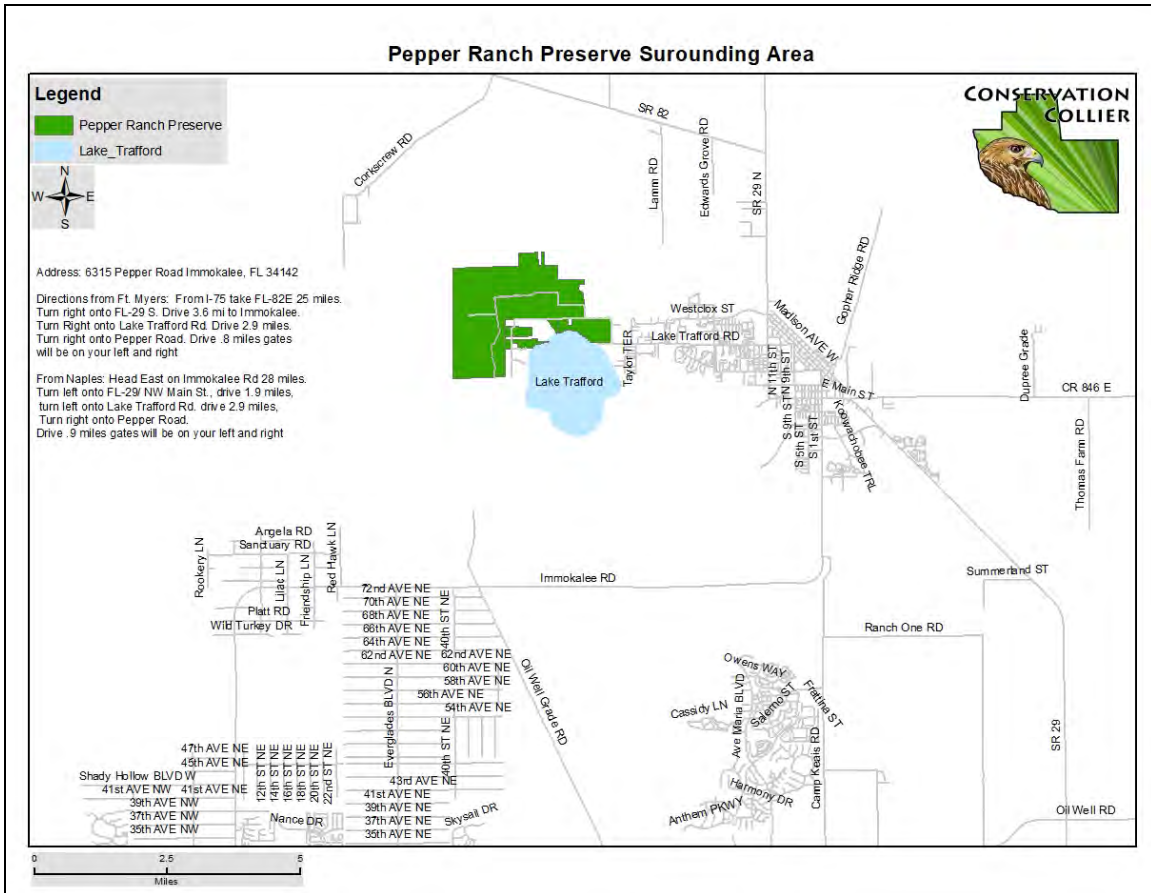 Pepper Ranch Preserve Surounding Area
Legend
Pepper Ranch Preserve
Lake_Trafford
N
W E
S
CONSERVATION
COLLIER
Address: 6315 Pepper Road Immokalee, FL 34142
Directions from Ft. Myers: From I-75 take FL-82E 25 miles.
Turn right onto FL-29 S. Drive 3.6 mi to Immokalee.
Turn Right onto Lake Trafford Rd. Drive 2.9 miles.
Turn right onto Pepper Road. Drive .8 miles gates
will be on your left and right
From Naples: Head East on Immokalee Rd 28 miles.
Turn left onto FL-29/ NW Main St., drive 1.9 miles,
turn left onto Lake Trafford Rd. drive 2.9 miles,
Turn right onto Pepper Road.
Drive .9 miles gates will be on your left and right
Corkscrew RD
SR 82
Lamm RD
Edwards Grove RD
SR 29 N
Gopher Ridge RD
Westclox ST
Madison AVE W
Lake Trafford RD
Taylor TER
Lake Trafford
N 11th ST
N 9th ST
E Main ST
Dupree Grade
CR 846 E
S 9th ST
S 5th ST
S 1st ST
Koowachobee TRL
Thomas Farm RD
Angela RD
Sanctuary RD
Rookery LN
Lilac LN
Friendship LN
Red Hawk LN
Platt RD
Wild Turkey DR
Immokalee RD
Summerland ST
72nd AVE NE
70th AVE NE
68th AVE NE
66th AVE NE
64th AVE NE
62nd AVE NE
40th ST NE
62nd AVE NE
60th AVE NE
58th AVE NE
56th AVE NE
54th AVE NE
Everglades BLVD N
40th ST NE
Oil Well Grade RD
Ranch One RD
Owens WAY
Cassidy LN
Ave Maria BLVD
Salerno ST
Frattina ST
Camp Keais RD
SR 29
47th AVE NE
45th AVE NE
Shady Hollow BLVD W
41st AVE NW
41st AVE NE
39th AVE NW
37th AVE NW
35th AVE NW
12th ST NE
14th ST NE
16th ST NE
18th ST NE
20th ST NE
22nd ST NE
Nance DR
43rd AVE NE
41st AVE NE
39th AVE NE
37th AVE NE
35th AVE NE
Skysail DR
Harmony DR
Anthem PKWY
Oil Well RD
0 2.5 5
Miles